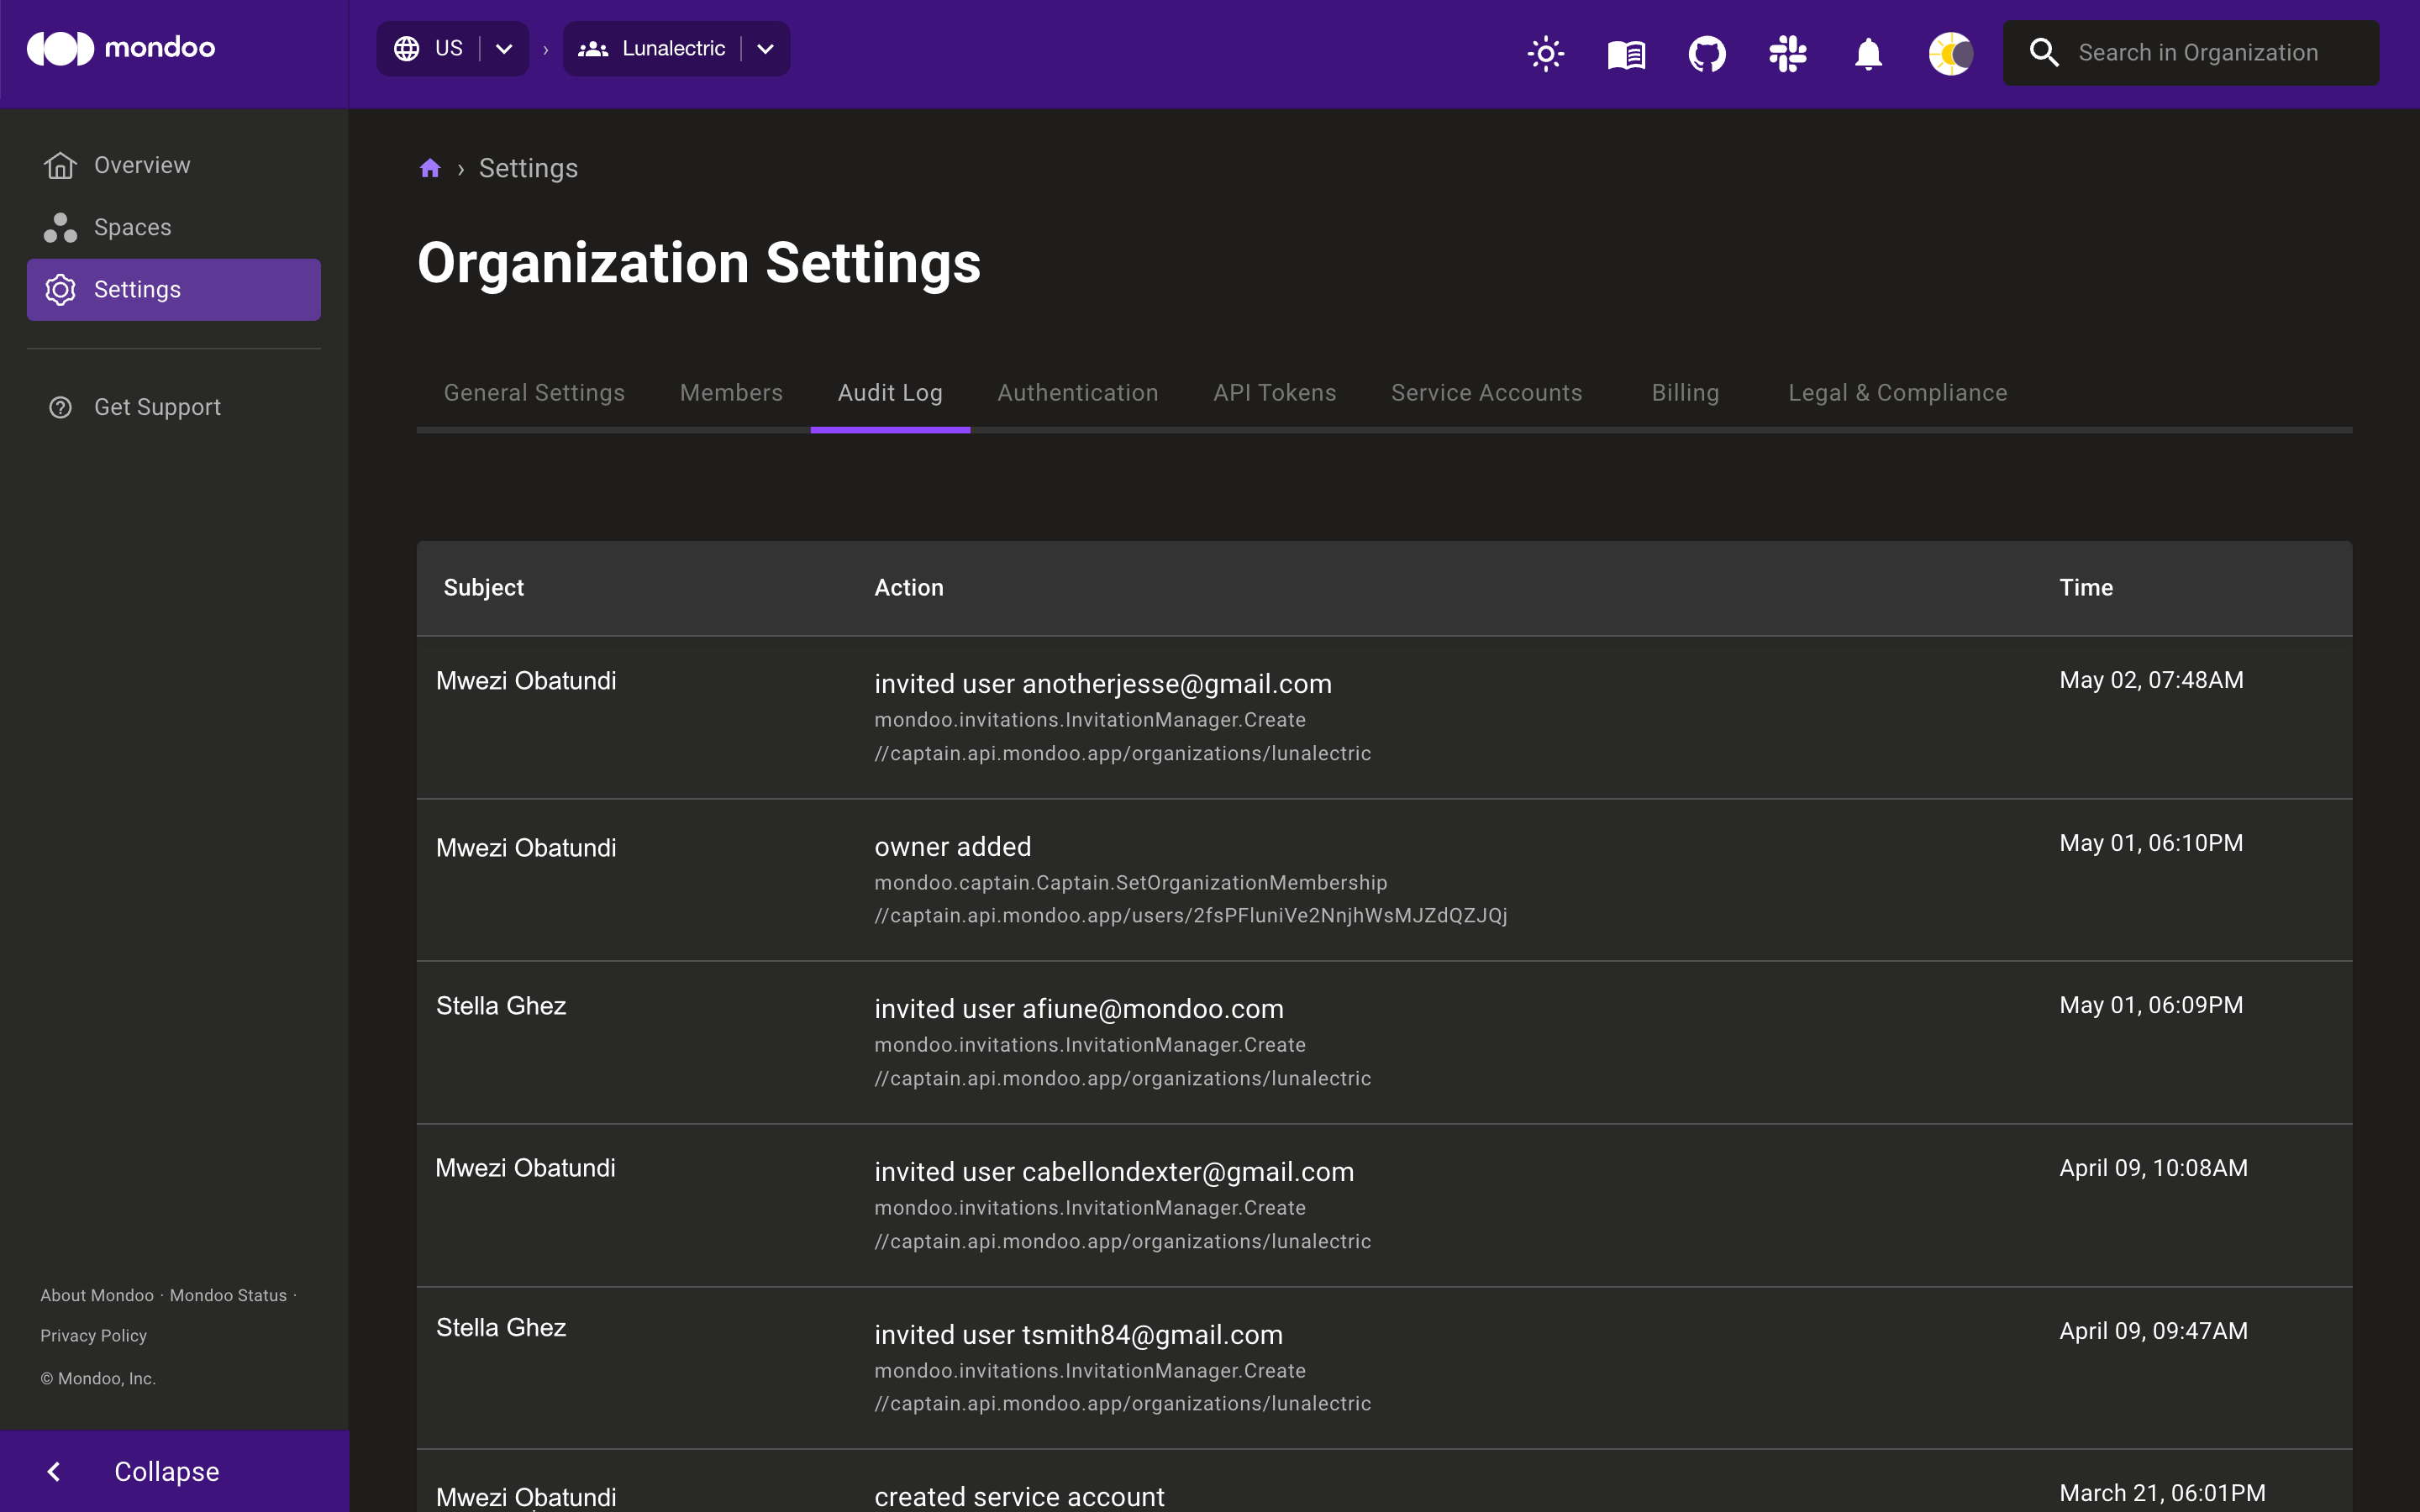 mondoo
US
Lunalectric
Search in Organization
Overview
Spaces
Settings
Get Support
› Settings
Organization Settings
General Settings
Members
Audit Log
Authentication
API Tokens
Service Accounts
Billing
Legal & Compliance
Subject
Action
Time
Mwezi Obatundi
invited user anotherjesse@gmail.com
mondoo.invitations.InvitationManager.Create
//captain.api.mondoo.app/organizations/lunalectric
May 02, 07:48AM
Mwezi Obatundi
owner added
mondoo.captain.Captain.SetOrganizationMembership
//captain.api.mondoo.app/users/2fsPFluniVe2NnjhWsMJZdQZJQj
May 01, 06:10PM
Stella Ghez
invited user afiune@mondoo.com
mondoo.invitations.InvitationManager.Create
//captain.api.mondoo.app/organizations/lunalectric
May 01, 06:09PM
Mwezi Obatundi
invited user cabellondexter@gmail.com
mondoo.invitations.InvitationManager.Create
//captain.api.mondoo.app/organizations/lunalectric
April 09, 10:08AM
Stella Ghez
invited user tsmith84@gmail.com
mondoo.invitations.InvitationManager.Create
//captain.api.mondoo.app/organizations/lunalectric
April 09, 09:47AM
Mwezi Obatundi
created service account
March 21, 06:01PM
About Mondoo · Mondoo Status ·
Privacy Policy
© Mondoo, Inc.
Collapse